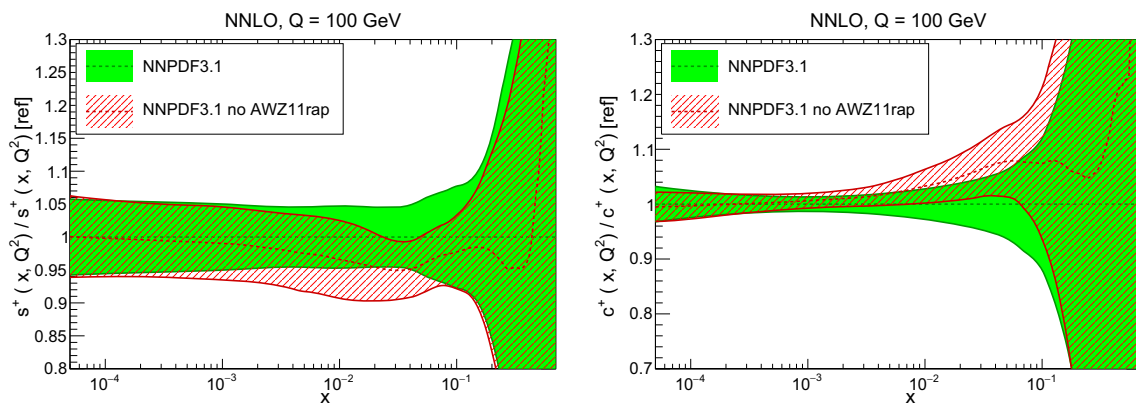 NNLO, Q = 100 GeV
NNPDF3.1
NNPDF3.1 no AWZ11rap
s⁺ ( x, Q²) / s⁺ ( x, Q²) [ref]
1.3
1.25
1.2
1.15
1.1
1.05
1
0.95
0.9
0.85
0.8
10⁻⁴
10⁻³
10⁻²
10⁻¹
x
NNLO, Q = 100 GeV
NNPDF3.1
NNPDF3.1 no AWZ11rap
c⁺ ( x, Q²) / c⁺ ( x, Q²) [ref]
1.3
1.2
1.1
1
0.9
0.8
0.7
10⁻⁴
10⁻³
10⁻²
10⁻¹
x